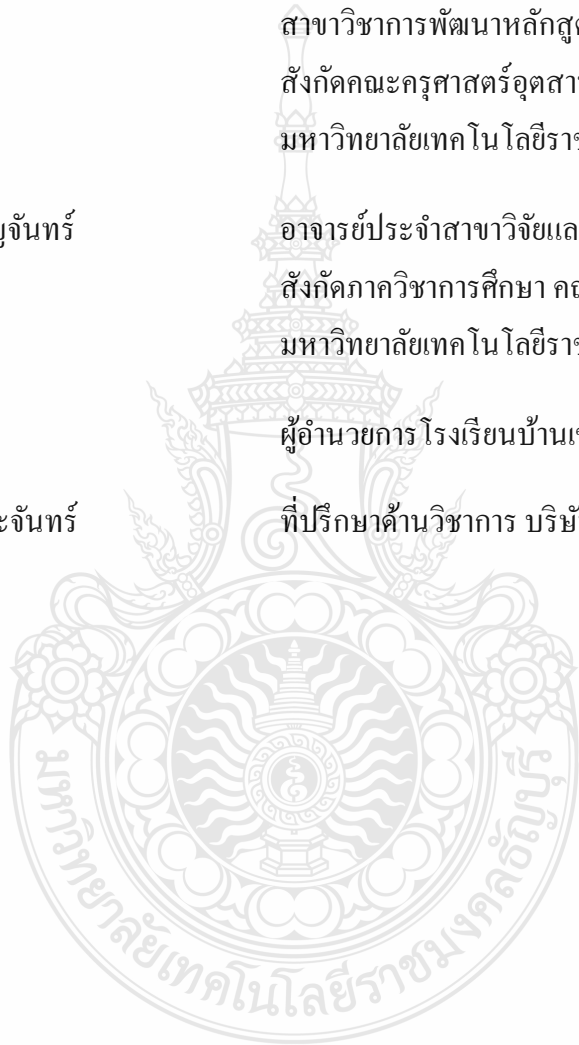 สาขาวิชาการพัฒนาหลักสู
สังกัดคณะครุศาสตร์อุตสา
มหาวิทยาลัยเทคโนโลยีรา
จันทร์ อาจารย์ประจำสาขาวิจัยแล
สังกัดภาควิชาการศึกษา
มหาวิทยาลัยเทคโนโลยีรา
ผู้อำนวยการโรงเรียนบ้าน
ะจันทร์ ที่ปรึกษาด้านวิชาการ บริษั
มหาวิทยาลัยเทคโนโลยีราชมงคลธัญบุรี